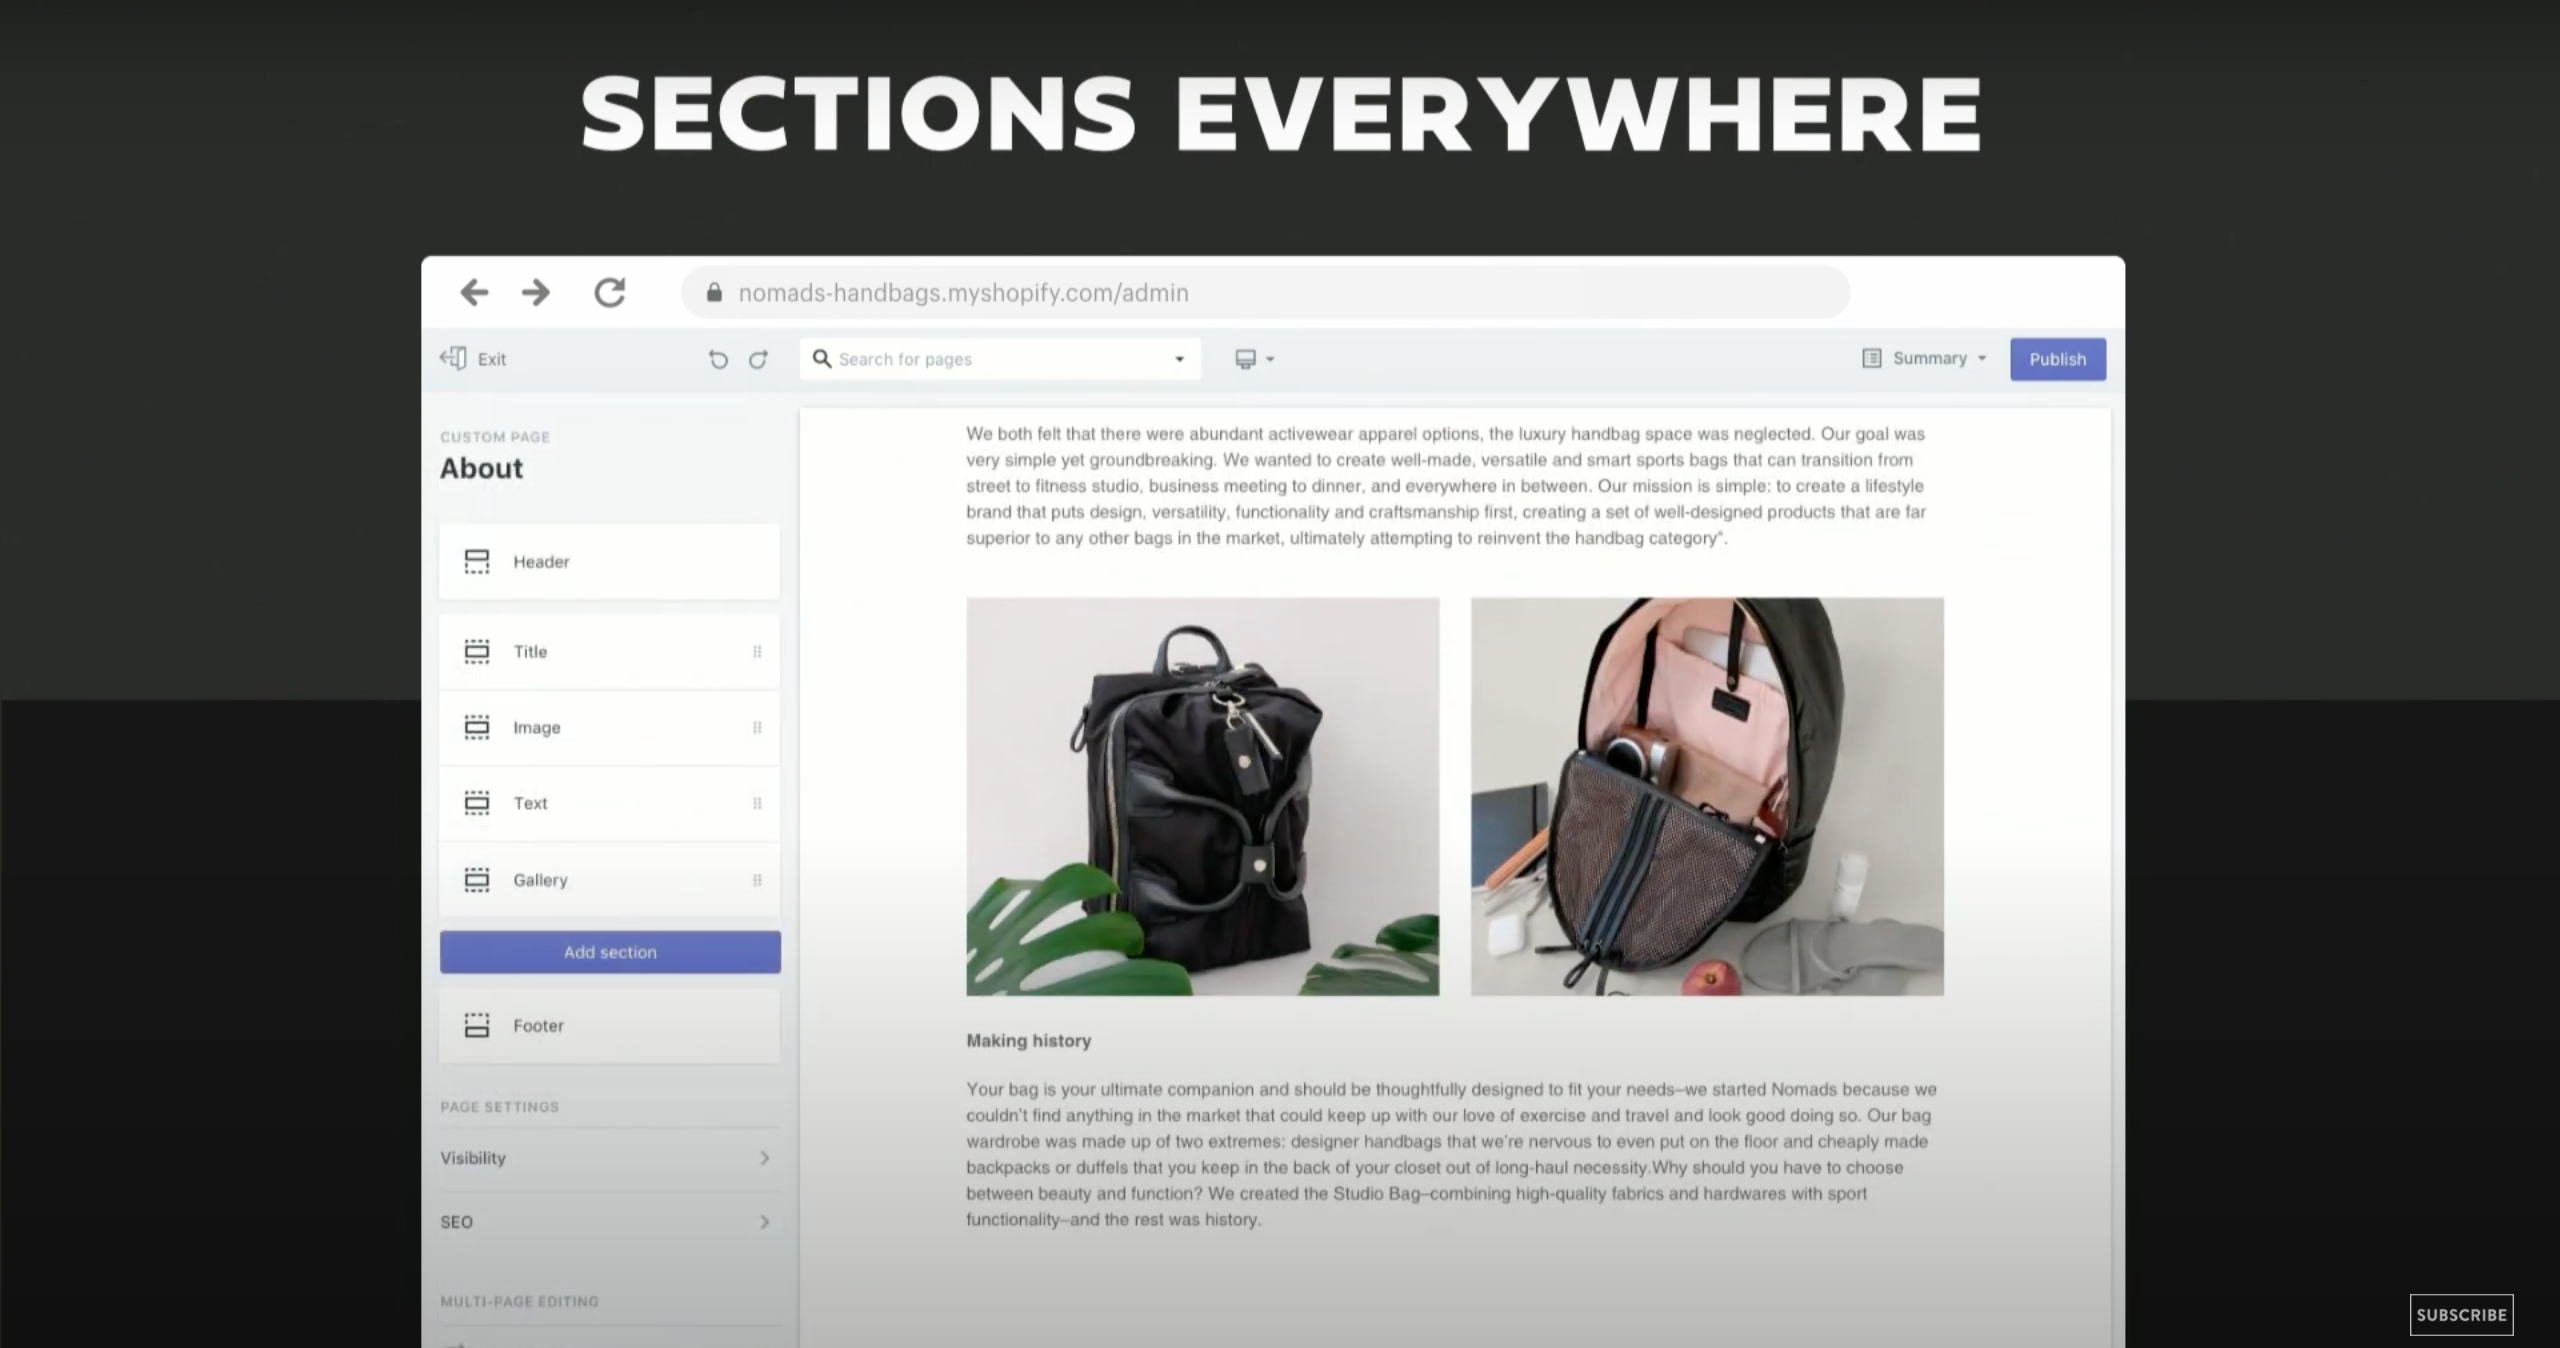 SECTIONS EVERYWHERE
nomads-handbags.myshopify.com/admin
Exit
Search for pages
Summary
Publish
CUSTOM PAGE
About
Header
Title
Image
Text
Gallery
Add section
Footer
PAGE SETTINGS
Visibility
SEO
MULTI-PAGE EDITING
We both felt that there were abundant activewear apparel options, the luxury handbag space was neglected. Our goal was
very simple yet groundbreaking. We wanted to create well-made, versatile and smart sports bags that can transition from
street to fitness studio, business meeting to dinner, and everywhere in between. Our mission is simple: to create a lifestyle
brand that puts design, versatility, functionality and craftsmanship first, creating a set of well-designed products that are far
superior to any other bags in the market, ultimately attempting to reinvent the handbag category".
Making history
Your bag is your ultimate companion and should be thoughtfully designed to fit your needs–we started Nomads because we
couldn't find anything in the market that could keep up with our love of exercise and travel and look good doing so. Our bag
wardrobe was made up of two extremes: designer handbags that we're nervous to even put on the floor and cheaply made
backpacks or duffels that you keep in the back of your closet out of long-haul necessity.Why should you have to choose
between beauty and function? We created the Studio Bag–combining high-quality fabrics and hardwares with sport
functionality–and the rest was history.
SUBSCRIBE